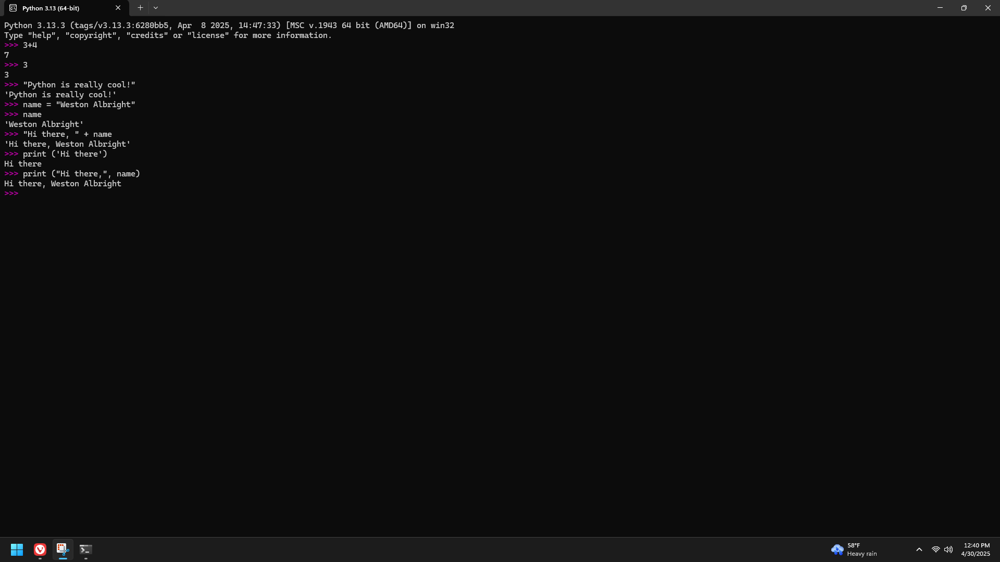 Python 3.13 (64-bit)
Python 3.13.3 (tags/v3.13.3:6280bb5, Apr  8 2025, 14:47:33) [MSC v.1943 64 bit (AMD64)] on win32
Type "help", "copyright", "credits" or "license" for more information.
>>> 3+4
7
>>> 3
3
>>> "Python is really cool!"
'Python is really cool!'
>>> name = "Weston Albright"
>>> name
'Weston Albright'
>>> "Hi there, " + name
'Hi there, Weston Albright'
>>> print ('Hi there')
Hi there
>>> print ("Hi there,", name)
Hi there, Weston Albright
>>>
58°F
Heavy rain
12:40 PM
4/30/2025